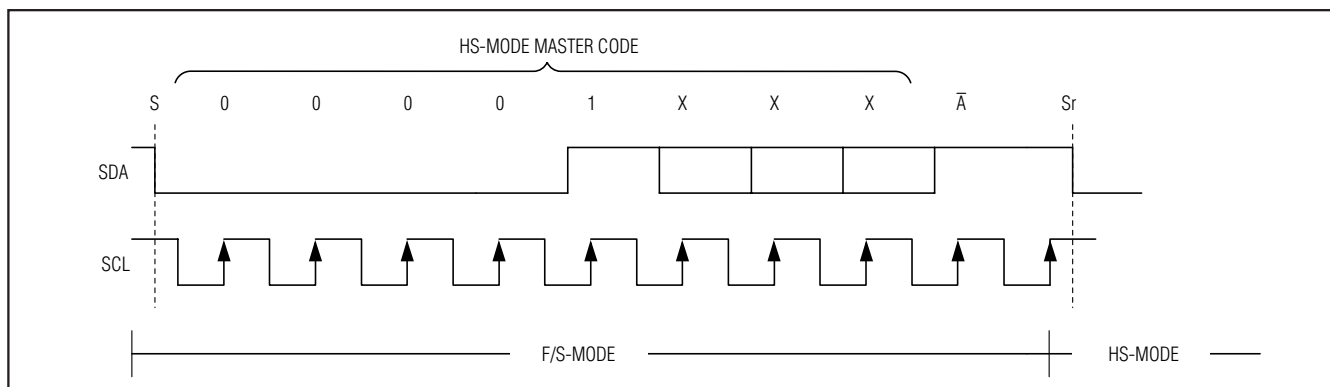 HS-MODE MASTER CODE
S 0 0 0 0 1 X X X A̅ Sr
SDA
SCL
F/S-MODE HS-MODE